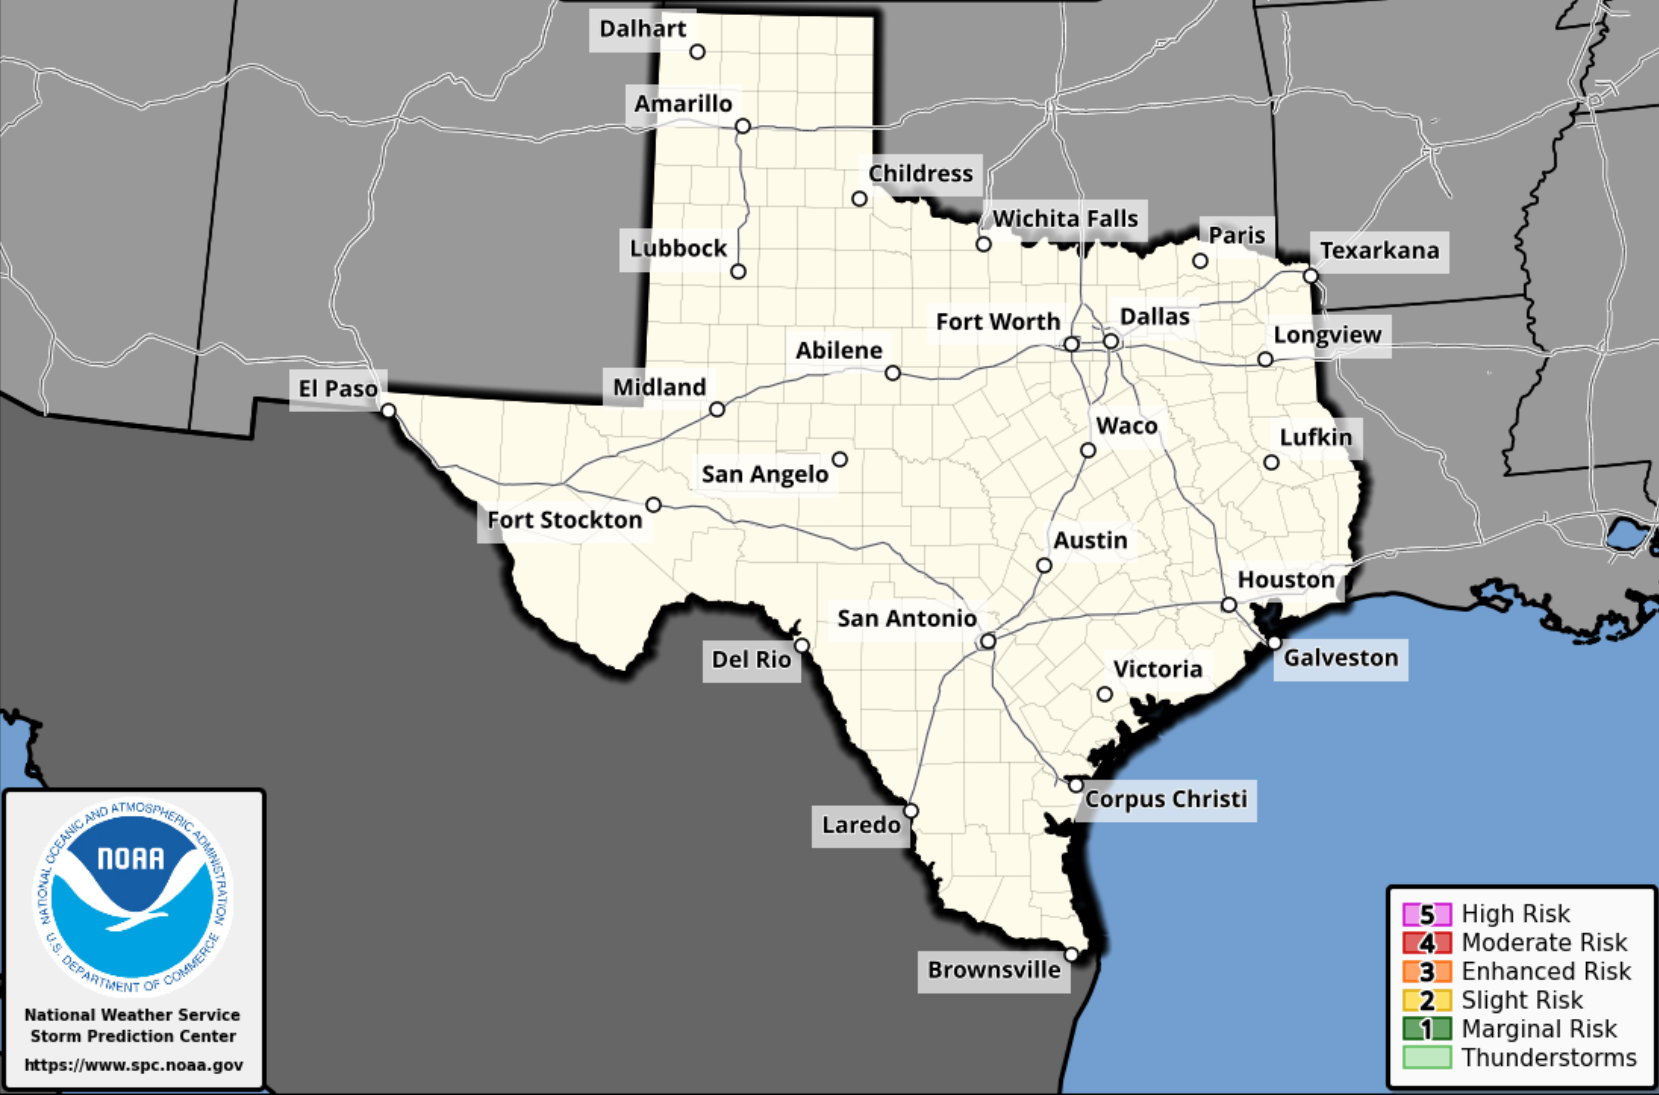 Dalhart
Amarillo
Childress
Wichita Falls
Paris
Texarkana
Lubbock
Fort Worth
Dallas
Longview
Abilene
El Paso
Midland
Waco
Lufkin
San Angelo
Fort Stockton
Austin
Houston
San Antonio
Del Rio
Galveston
Victoria
Corpus Christi
Laredo
Brownsville
NATIONAL OCEANIC AND ATMOSPHERIC ADMINISTRATION
NOAA
U.S. DEPARTMENT OF COMMERCE
National Weather Service
Storm Prediction Center
https://www.spc.noaa.gov
5 High Risk
4 Moderate Risk
3 Enhanced Risk
2 Slight Risk
1 Marginal Risk
Thunderstorms